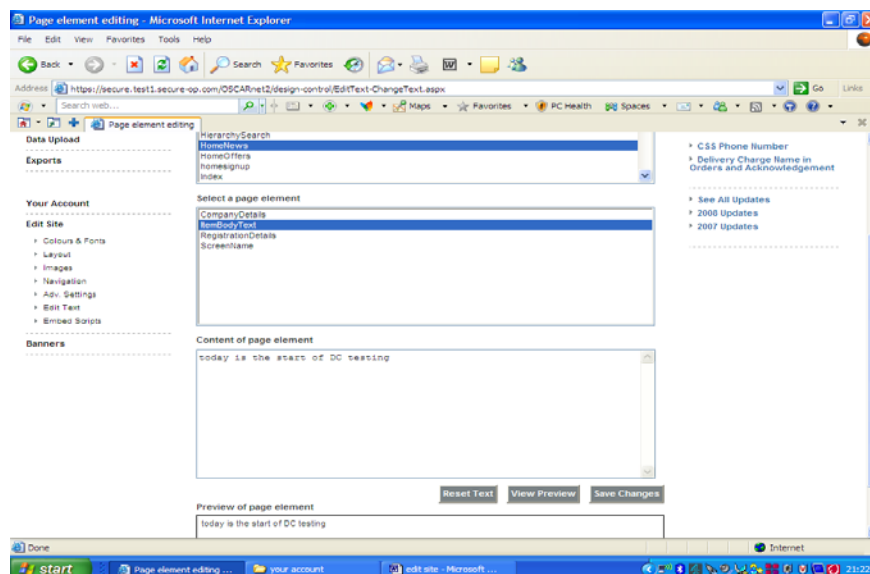 Page element editing - Microsoft Internet Explorer
File Edit View Favorites Tools Help
Back Search Favorites
Address https://secure.test1.secure-op.com/OSCARnet2/design-control/EditText-ChangeText.aspx Go Links
Search web... Maps Favorites PC Health Spaces
Page element editing
Data Upload
Exports
Your Account
Edit Site
Colours & Fonts
Layout
Images
Navigation
Adv. Settings
Edit Text
Embed Scripts
Banners
HierarchySearch
HomeNews
HomeOffers
homesignup
Index
Select a page element
CompanyDetails
ItemBodyText
RegistrationDetails
ScreenName
Content of page element
today is the start of DC testing
Reset Text View Preview Save Changes
Preview of page element
today is the start of DC testing
CSS Phone Number
Delivery Charge Name in
Orders and Acknowledgement
See All Updates
2008 Updates
2007 Updates
Done Internet
start Page element editing ... your account edit site - Microsoft ... 21:22